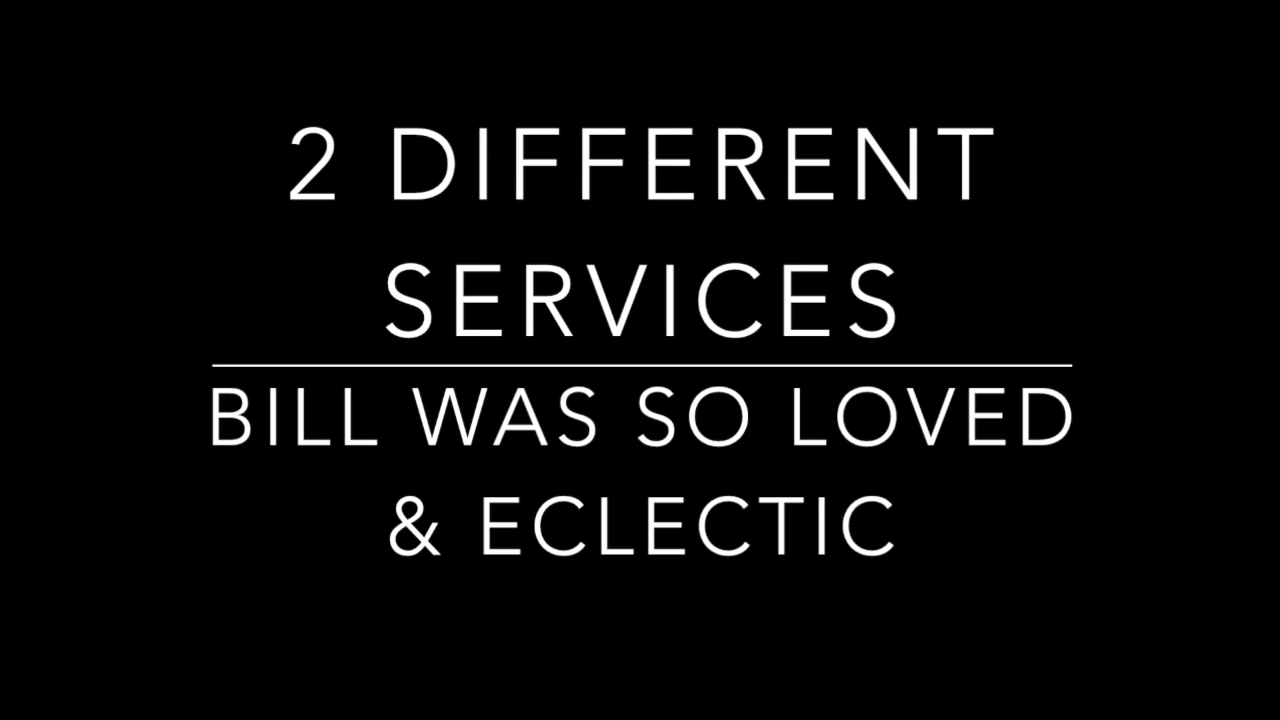 2 DIFFERENT
SERVICES
BILL WAS SO LOVED
& ECLECTIC